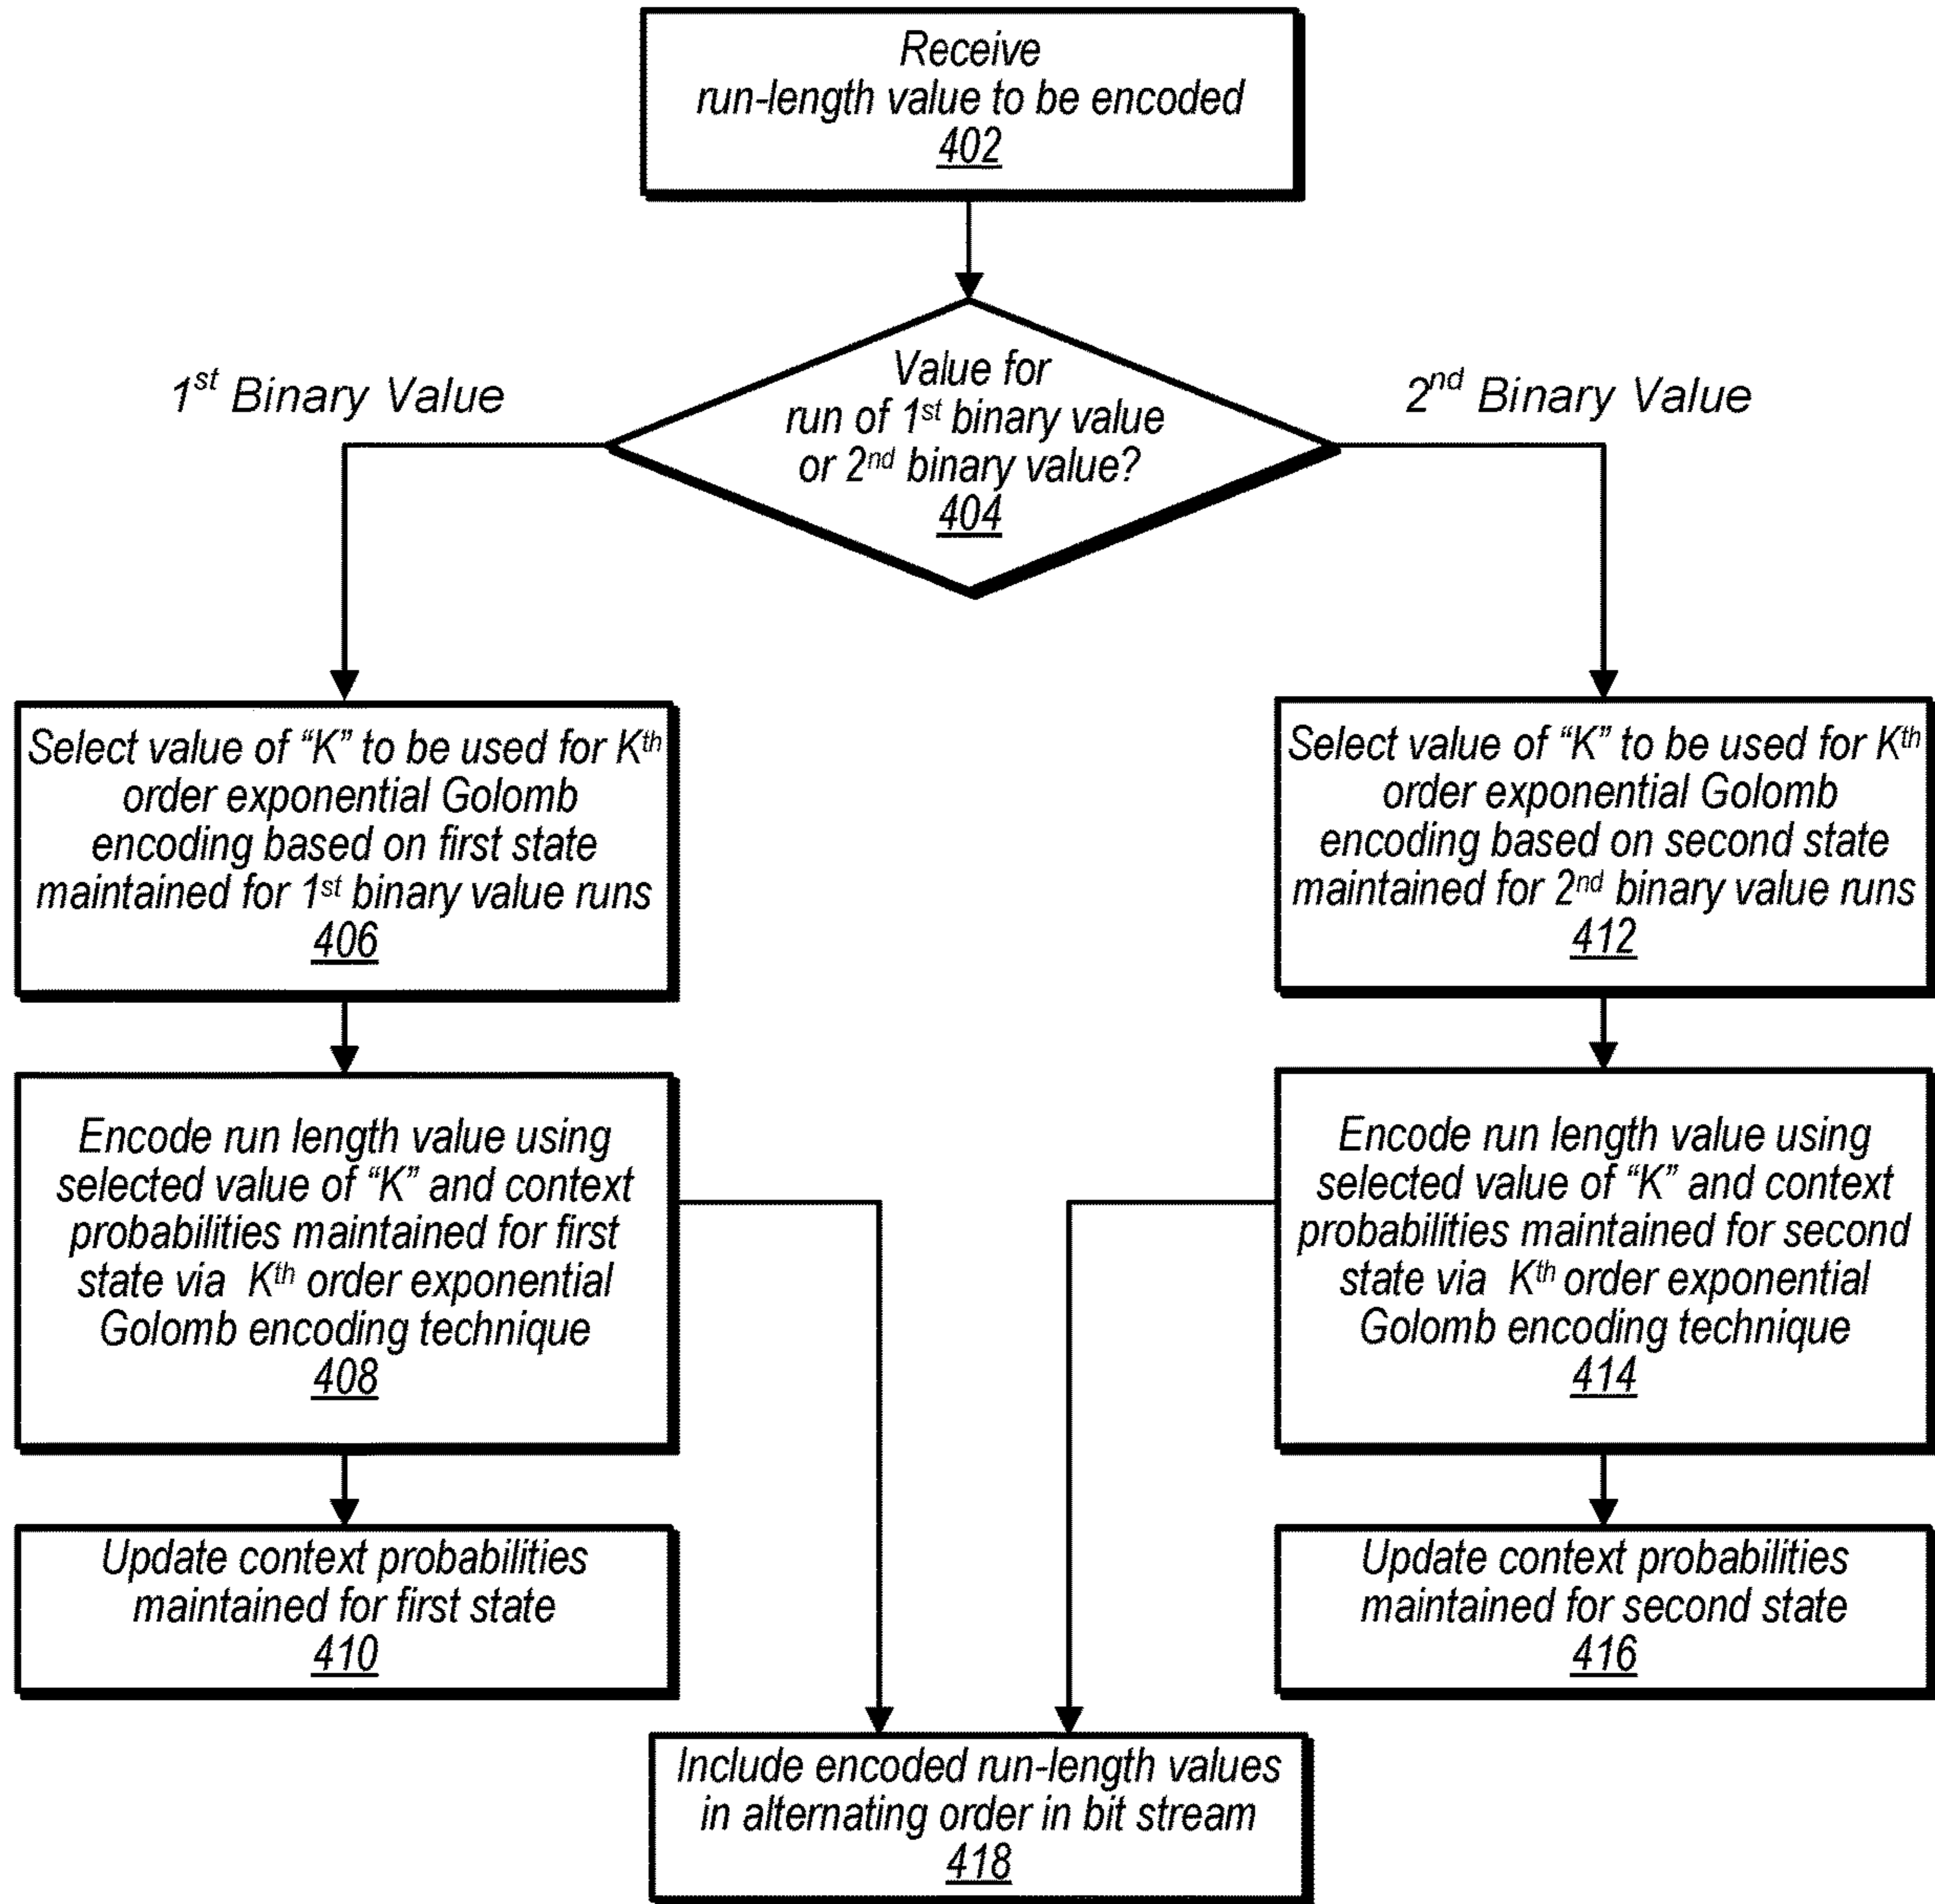 Receive
run-length value to be encoded
402
Value for
run of 1st binary value
or 2nd binary value?
404
1st Binary Value
2nd Binary Value
Select value of “K” to be used for Kth
order exponential Golomb
encoding based on first state
maintained for 1st binary value runs
406
Select value of “K” to be used for Kth
order exponential Golomb
encoding based on second state
maintained for 2nd binary value runs
412
Encode run length value using
selected value of “K” and context
probabilities maintained for first
state via Kth order exponential
Golomb encoding technique
408
Encode run length value using
selected value of “K” and context
probabilities maintained for second
state via Kth order exponential
Golomb encoding technique
414
Update context probabilities
maintained for first state
410
Update context probabilities
maintained for second state
416
Include encoded run-length values
in alternating order in bit stream
418